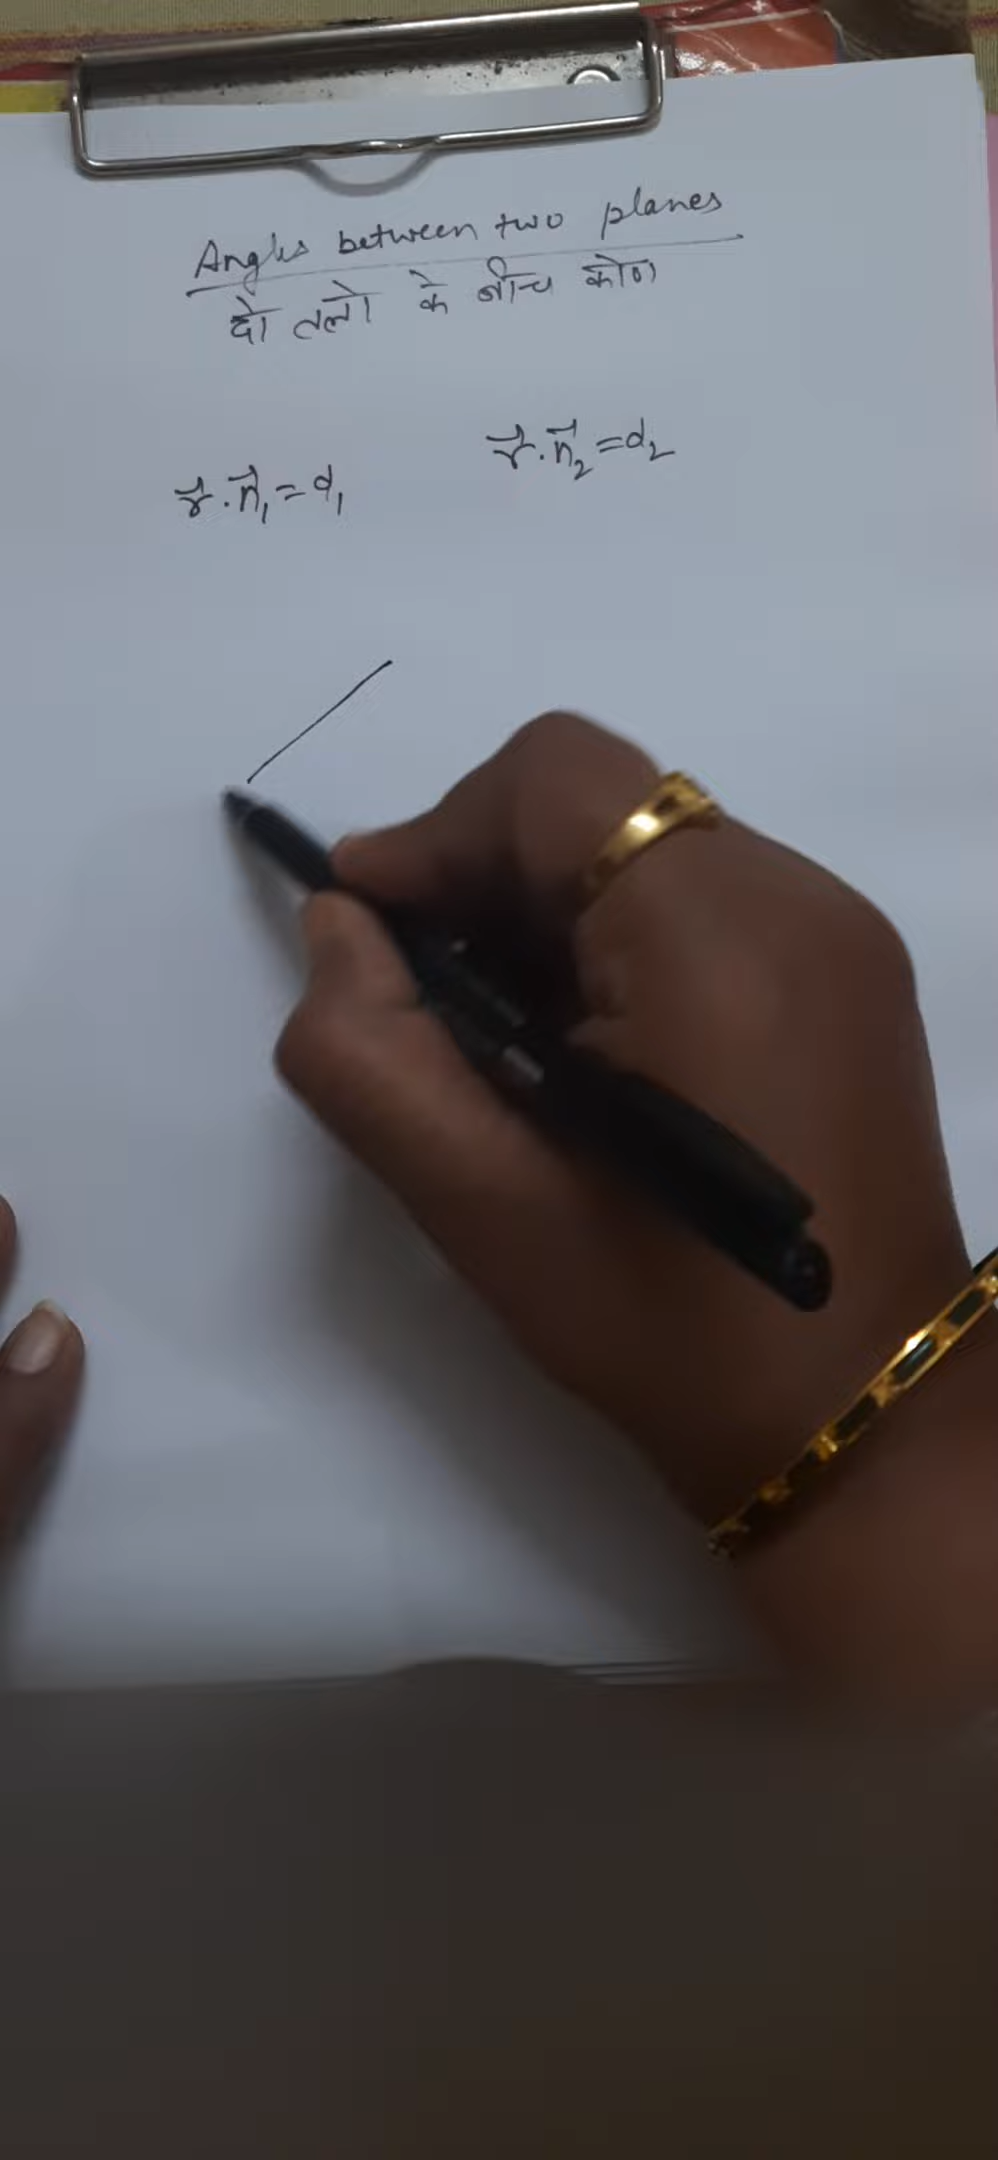 Angles between two planes
दो तलो के बीच कोण
r⃗.n⃗₁=d₁
r⃗.n⃗₂=d₂